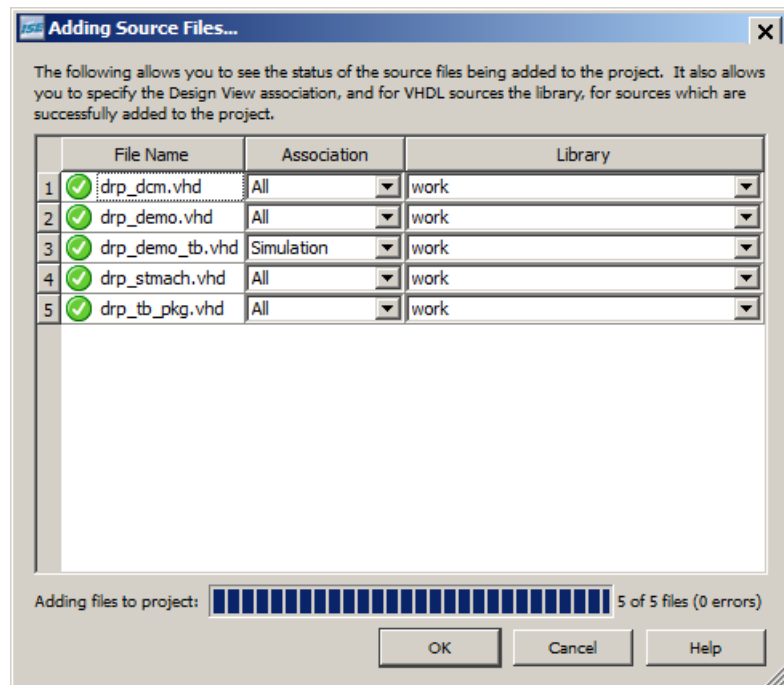 ISE Adding Source Files...
The following allows you to see the status of the source files being added to the project. It also allows
you to specify the Design View association, and for VHDL sources the library, for sources which are
successfully added to the project.
File Name Association Library
1 drp_dcm.vhd All work
2 drp_demo.vhd All work
3 drp_demo_tb.vhd Simulation work
4 drp_stmach.vhd All work
5 drp_tb_pkg.vhd All work
Adding files to project: 5 of 5 files (0 errors)
OK Cancel Help